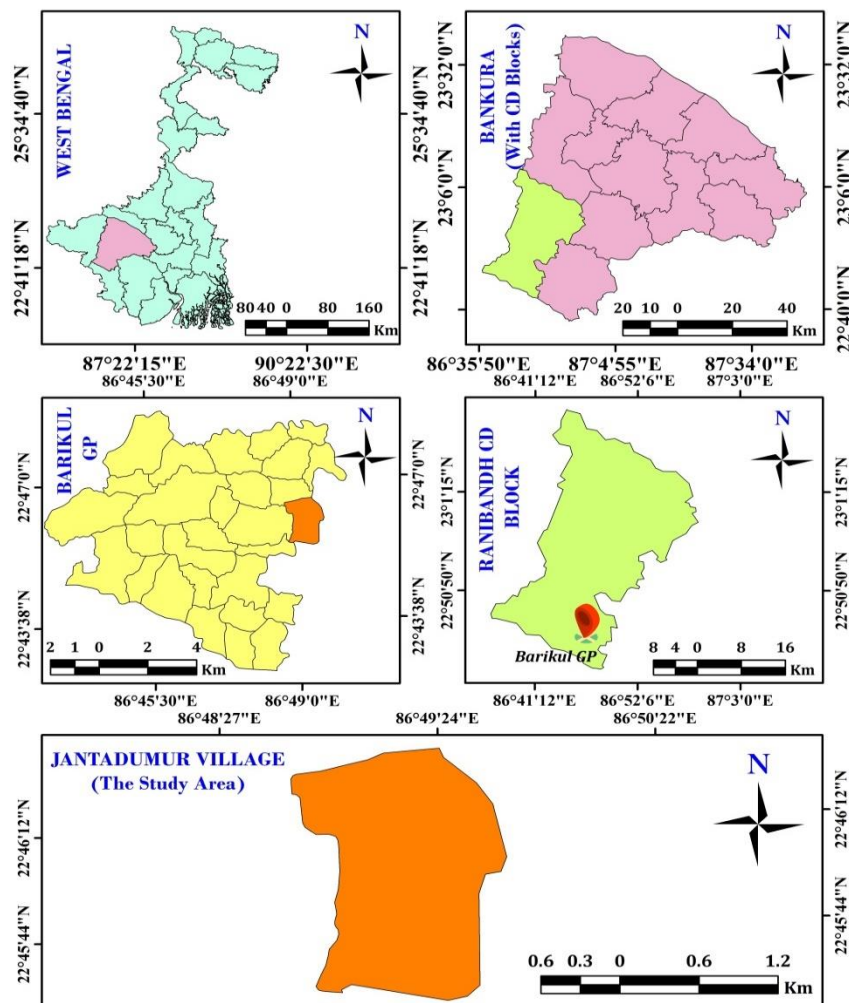 WEST BENGAL
N
25°34'40"N
22°41'18"N
25°34'40"N
22°41'18"N
80 40 0 80 160
Km
87°22'15"E 90°22'30"E
BANKURA
(With CD Blocks)
N
23°32'0"N
23°6'0"N
23°32'0"N
23°6'0"N
22°40'0"N
20 10 0 20 40
Km
86°35'50"E 87°4'55"E 87°34'0"E
86°45'30"E 86°49'0"E
BARIKUL
GP
N
22°47'0"N
22°43'38"N
22°47'0"N
22°43'38"N
2 1 0 2 4
Km
86°45'30"E 86°49'0"E
86°41'12"E 86°52'6"E 87°3'0"E
RANIBANDH CD
BLOCK
N
23°1'15"N
22°50'50"N
23°1'15"N
22°50'50"N
Barikul GP
8 4 0 8 16
Km
86°41'12"E 86°52'6"E 87°3'0"E
86°48'27"E 86°49'24"E 86°50'22"E
JANTADUMUR VILLAGE
(The Study Area)
N
22°46'12"N
22°45'44"N
22°46'12"N
22°45'44"N
0.6 0.3 0 0.6 1.2
Km